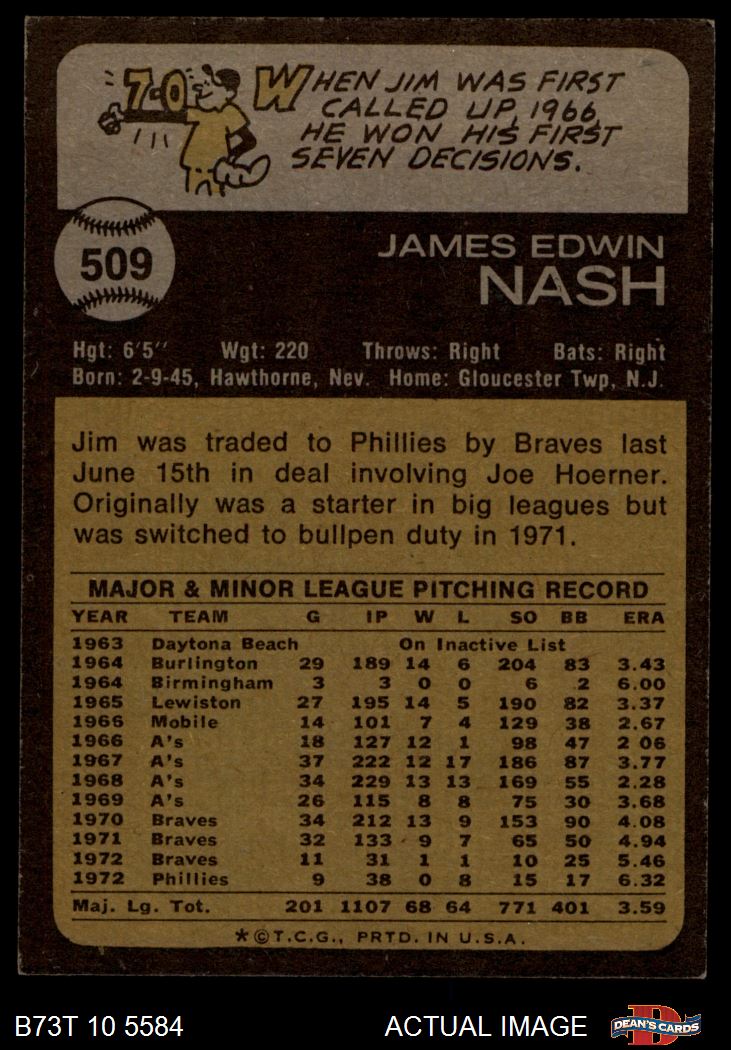 7-0
WHEN JIM WAS FIRST
CALLED UP, 1966,
HE WON HIS FIRST
SEVEN DECISIONS.
509
JAMES EDWIN
NASH
Hgt: 6'5" Wgt: 220 Throws: Right Bats: Right
Born: 2-9-45, Hawthorne, Nev. Home: Gloucester Twp, N.J.
Jim was traded to Phillies by Braves last
June 15th in deal involving Joe Hoerner.
Originally was a starter in big leagues but
was switched to bullpen duty in 1971.
MAJOR & MINOR LEAGUE PITCHING RECORD
YEAR TEAM G IP W L SO BB ERA
1963 Daytona Beach On Inactive List
1964 Burlington 29 189 14 6 204 83 3.43
1964 Birmingham 3 3 0 0 6 2 6.00
1965 Lewiston 27 195 14 5 190 82 3.37
1966 Mobile 14 101 7 4 129 38 2.67
1966 A's 18 127 12 1 98 47 2 06
1967 A's 37 222 12 17 186 87 3.77
1968 A's 34 229 13 13 169 55 2.28
1969 A's 26 115 8 8 75 30 3.68
1970 Braves 34 212 13 9 153 90 4.08
1971 Braves 32 133 9 7 65 50 4.94
1972 Braves 11 31 1 1 10 25 5.46
1972 Phillies 9 38 0 8 15 17 6.32
Maj. Lg. Tot. 201 1107 68 64 771 401 3.59
*©T.C.G., PRTD. IN U.S.A.
B73T 10 5584 ACTUAL IMAGE DEAN'S CARDS